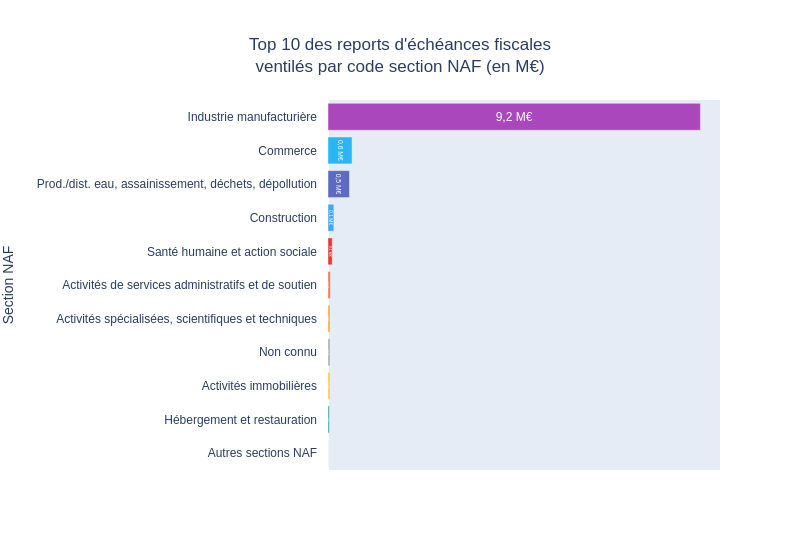 Top 10 des reports d'échéances fiscales
ventilés par code section NAF (en M€)
Section NAF
Industrie manufacturière
9,2 M€
Commerce
0,6 M€
Prod./dist. eau, assainissement, déchets, dépollution
0,5 M€
Construction
Santé humaine et action sociale
Activités de services administratifs et de soutien
Activités spécialisées, scientifiques et techniques
Non connu
Activités immobilières
Hébergement et restauration
Autres sections NAF